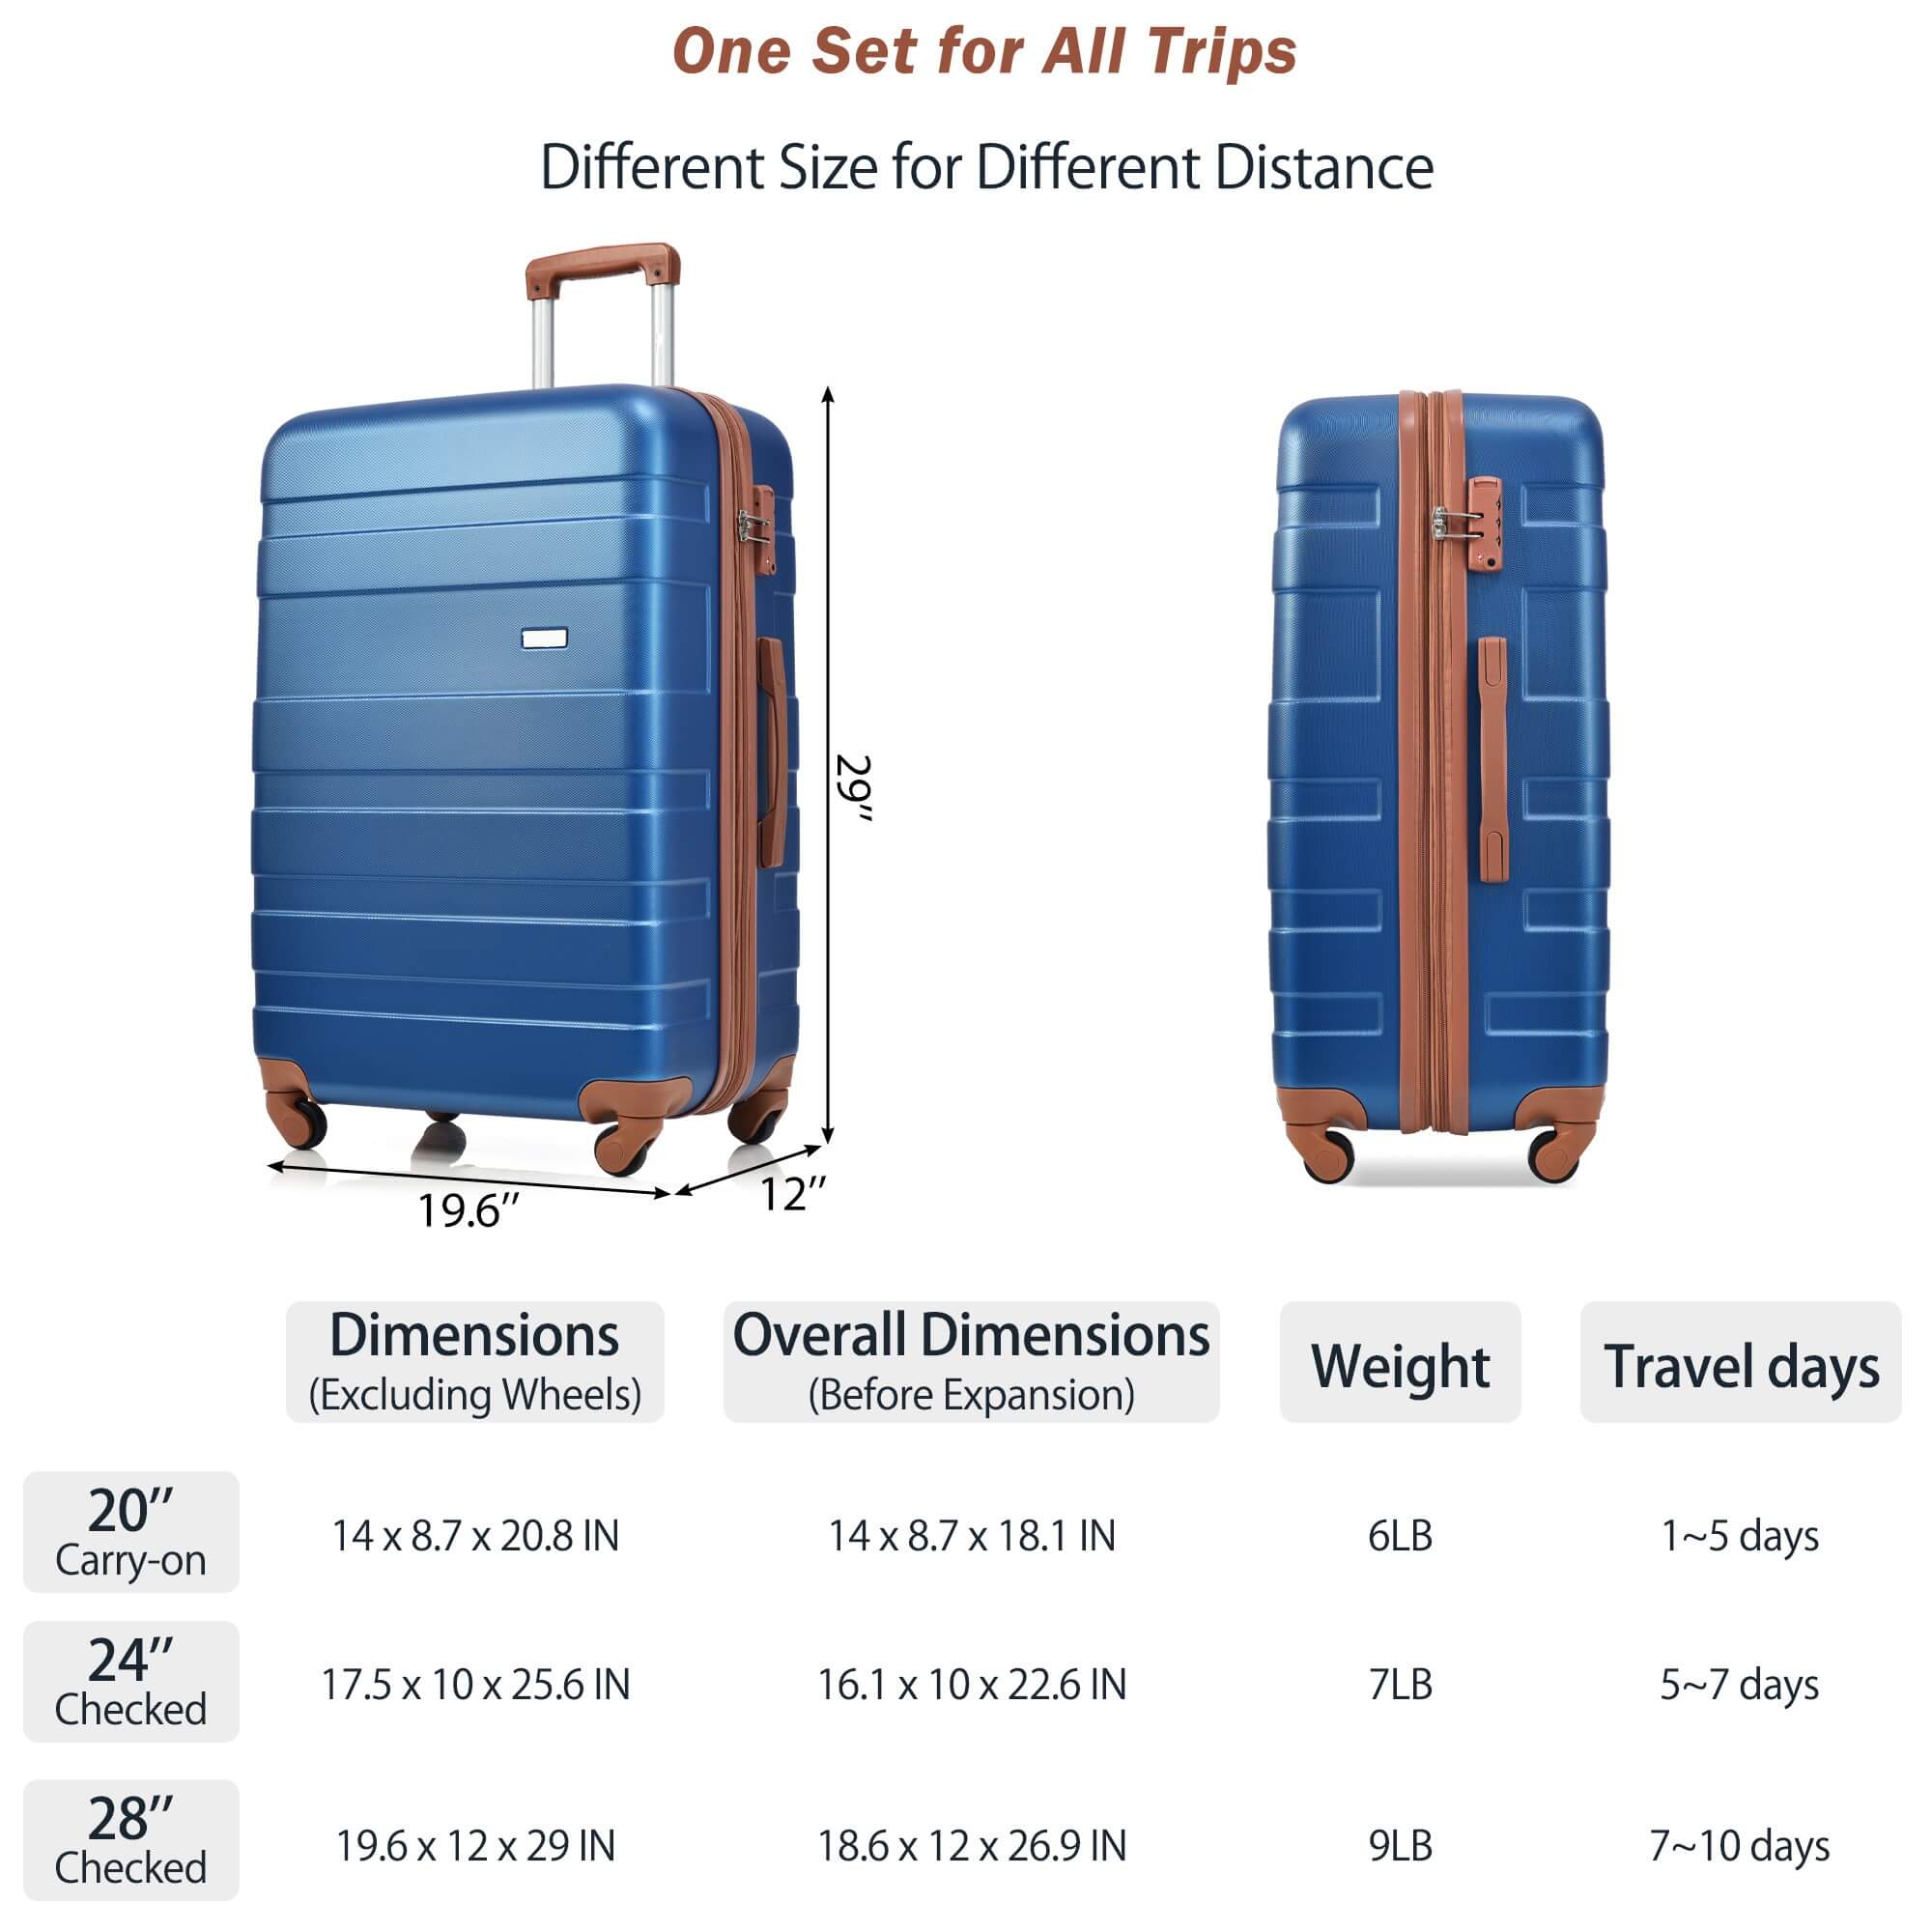 One Set for All Trips
Different Size for Different Distance
29’’
19.6’’
12’’
Dimensions
(Excluding Wheels)
Overall Dimensions
(Before Expansion)
Weight
Travel days
20’’
Carry-on
14 x 8.7 x 20.8 IN
14 x 8.7 x 18.1 IN
6LB
1~5 days
24’’
Checked
17.5 x 10 x 25.6 IN
16.1 x 10 x 22.6 IN
7LB
5~7 days
28’’
Checked
19.6 x 12 x 29 IN
18.6 x 12 x 26.9 IN
9LB
7~10 days